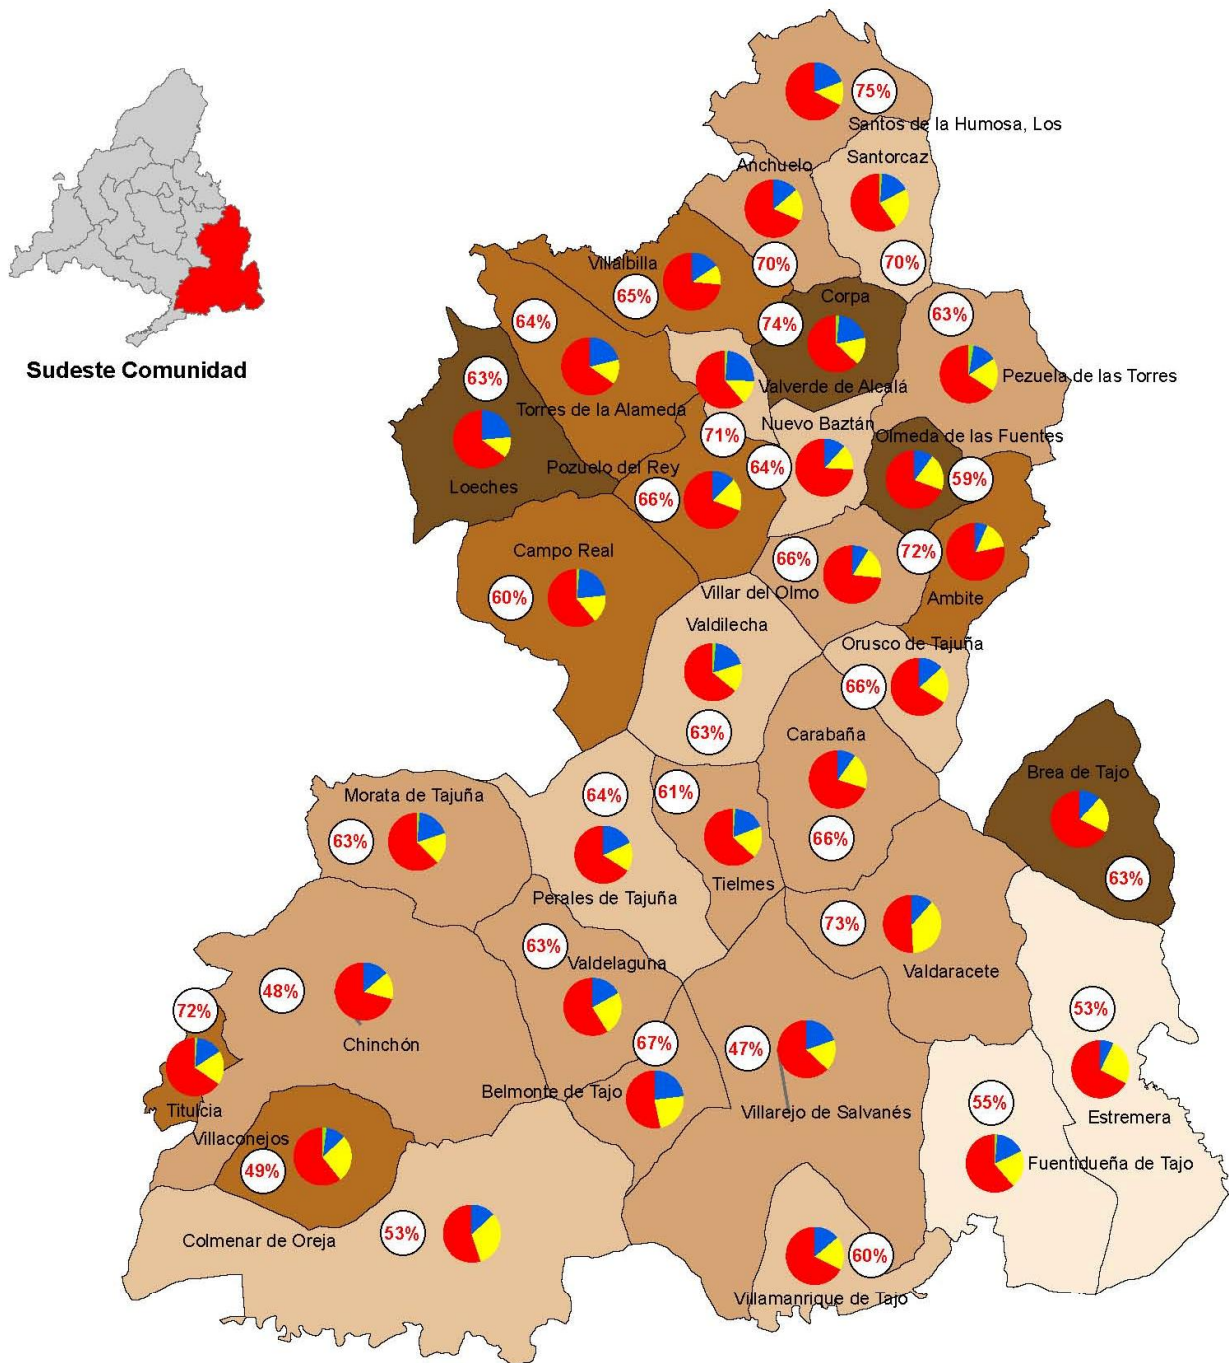 75%
Santos de la Humosa, Los
Anchuelo
Santorcaz
70%
70%
Villalbilla
65%
Corpa
74%
63%
Pezuela de las Torres
64%
Torres de la Alameda
Valverde de Alcalá
Sudeste Comunidad
63%
Loeches
71%
Nuevo Baztán
64%
Olmeda de las Fuentes
59%
Pozuelo del Rey
66%
Campo Real
60%
66%
Villar del Olmo
72%
Ambite
Valdilecha
63%
Orusco de Tajuña
66%
Carabaña
66%
Brea de Tajo
63%
Morata de Tajuña
63%
64%
Perales de Tajuña
61%
Tielmes
73%
Valdaracete
63%
Valdelaguna
48%
Chinchón
72%
Titulcia
67%
Belmonte de Tajo
47%
Villarejo de Salvanés
53%
Estremera
55%
Fuentidueña de Tajo
Villaconejos
49%
Colmenar de Oreja
53%
60%
Villamanrique de Tajo